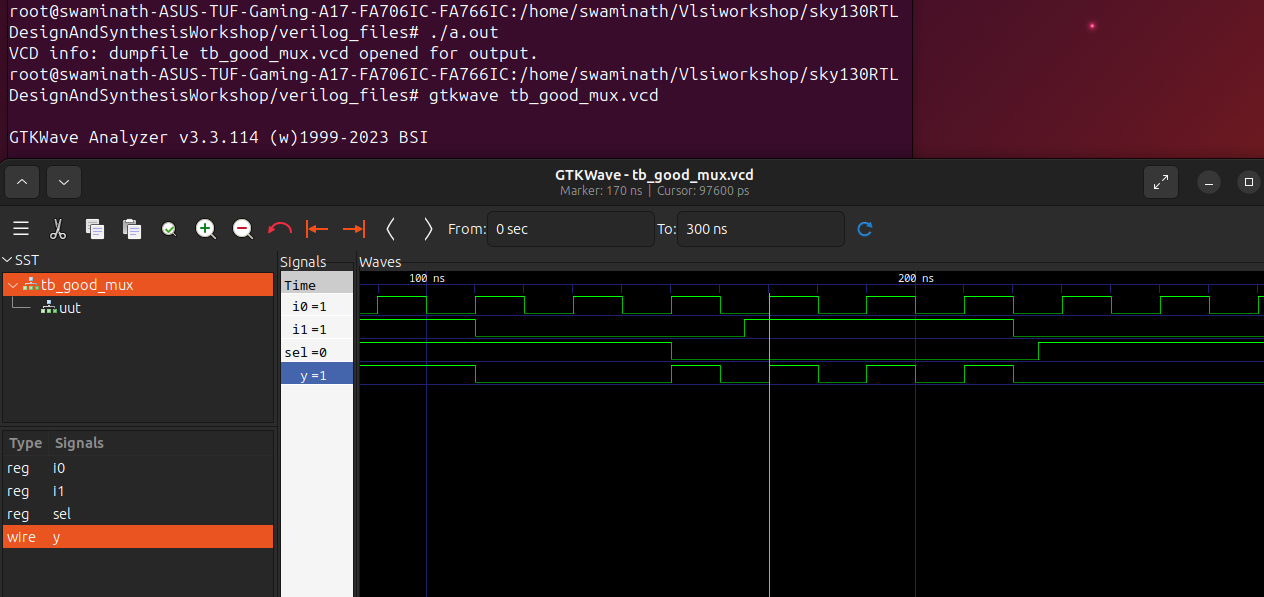 root@swaminath-ASUS-TUF-Gaming-A17-FA706IC-FA766IC:/home/swaminath/Vlsiworkshop/sky130RTL
DesignAndSynthesisWorkshop/verilog_files# ./a.out
VCD info: dumpfile tb_good_mux.vcd opened for output.
root@swaminath-ASUS-TUF-Gaming-A17-FA706IC-FA766IC:/home/swaminath/Vlsiworkshop/sky130RTL
DesignAndSynthesisWorkshop/verilog_files# gtkwave tb_good_mux.vcd
GTKWave Analyzer v3.3.114 (w)1999-2023 BSI
GTKWave - tb_good_mux.vcd
Marker: 170 ns | Cursor: 97600 ps
From: 0 sec To: 300 ns
SST
tb_good_mux
uut
Type Signals
reg i0
reg i1
reg sel
wire y
Signals
Time
i0 =1
i1 =1
sel =0
y =1
Waves
100 ns 200 ns